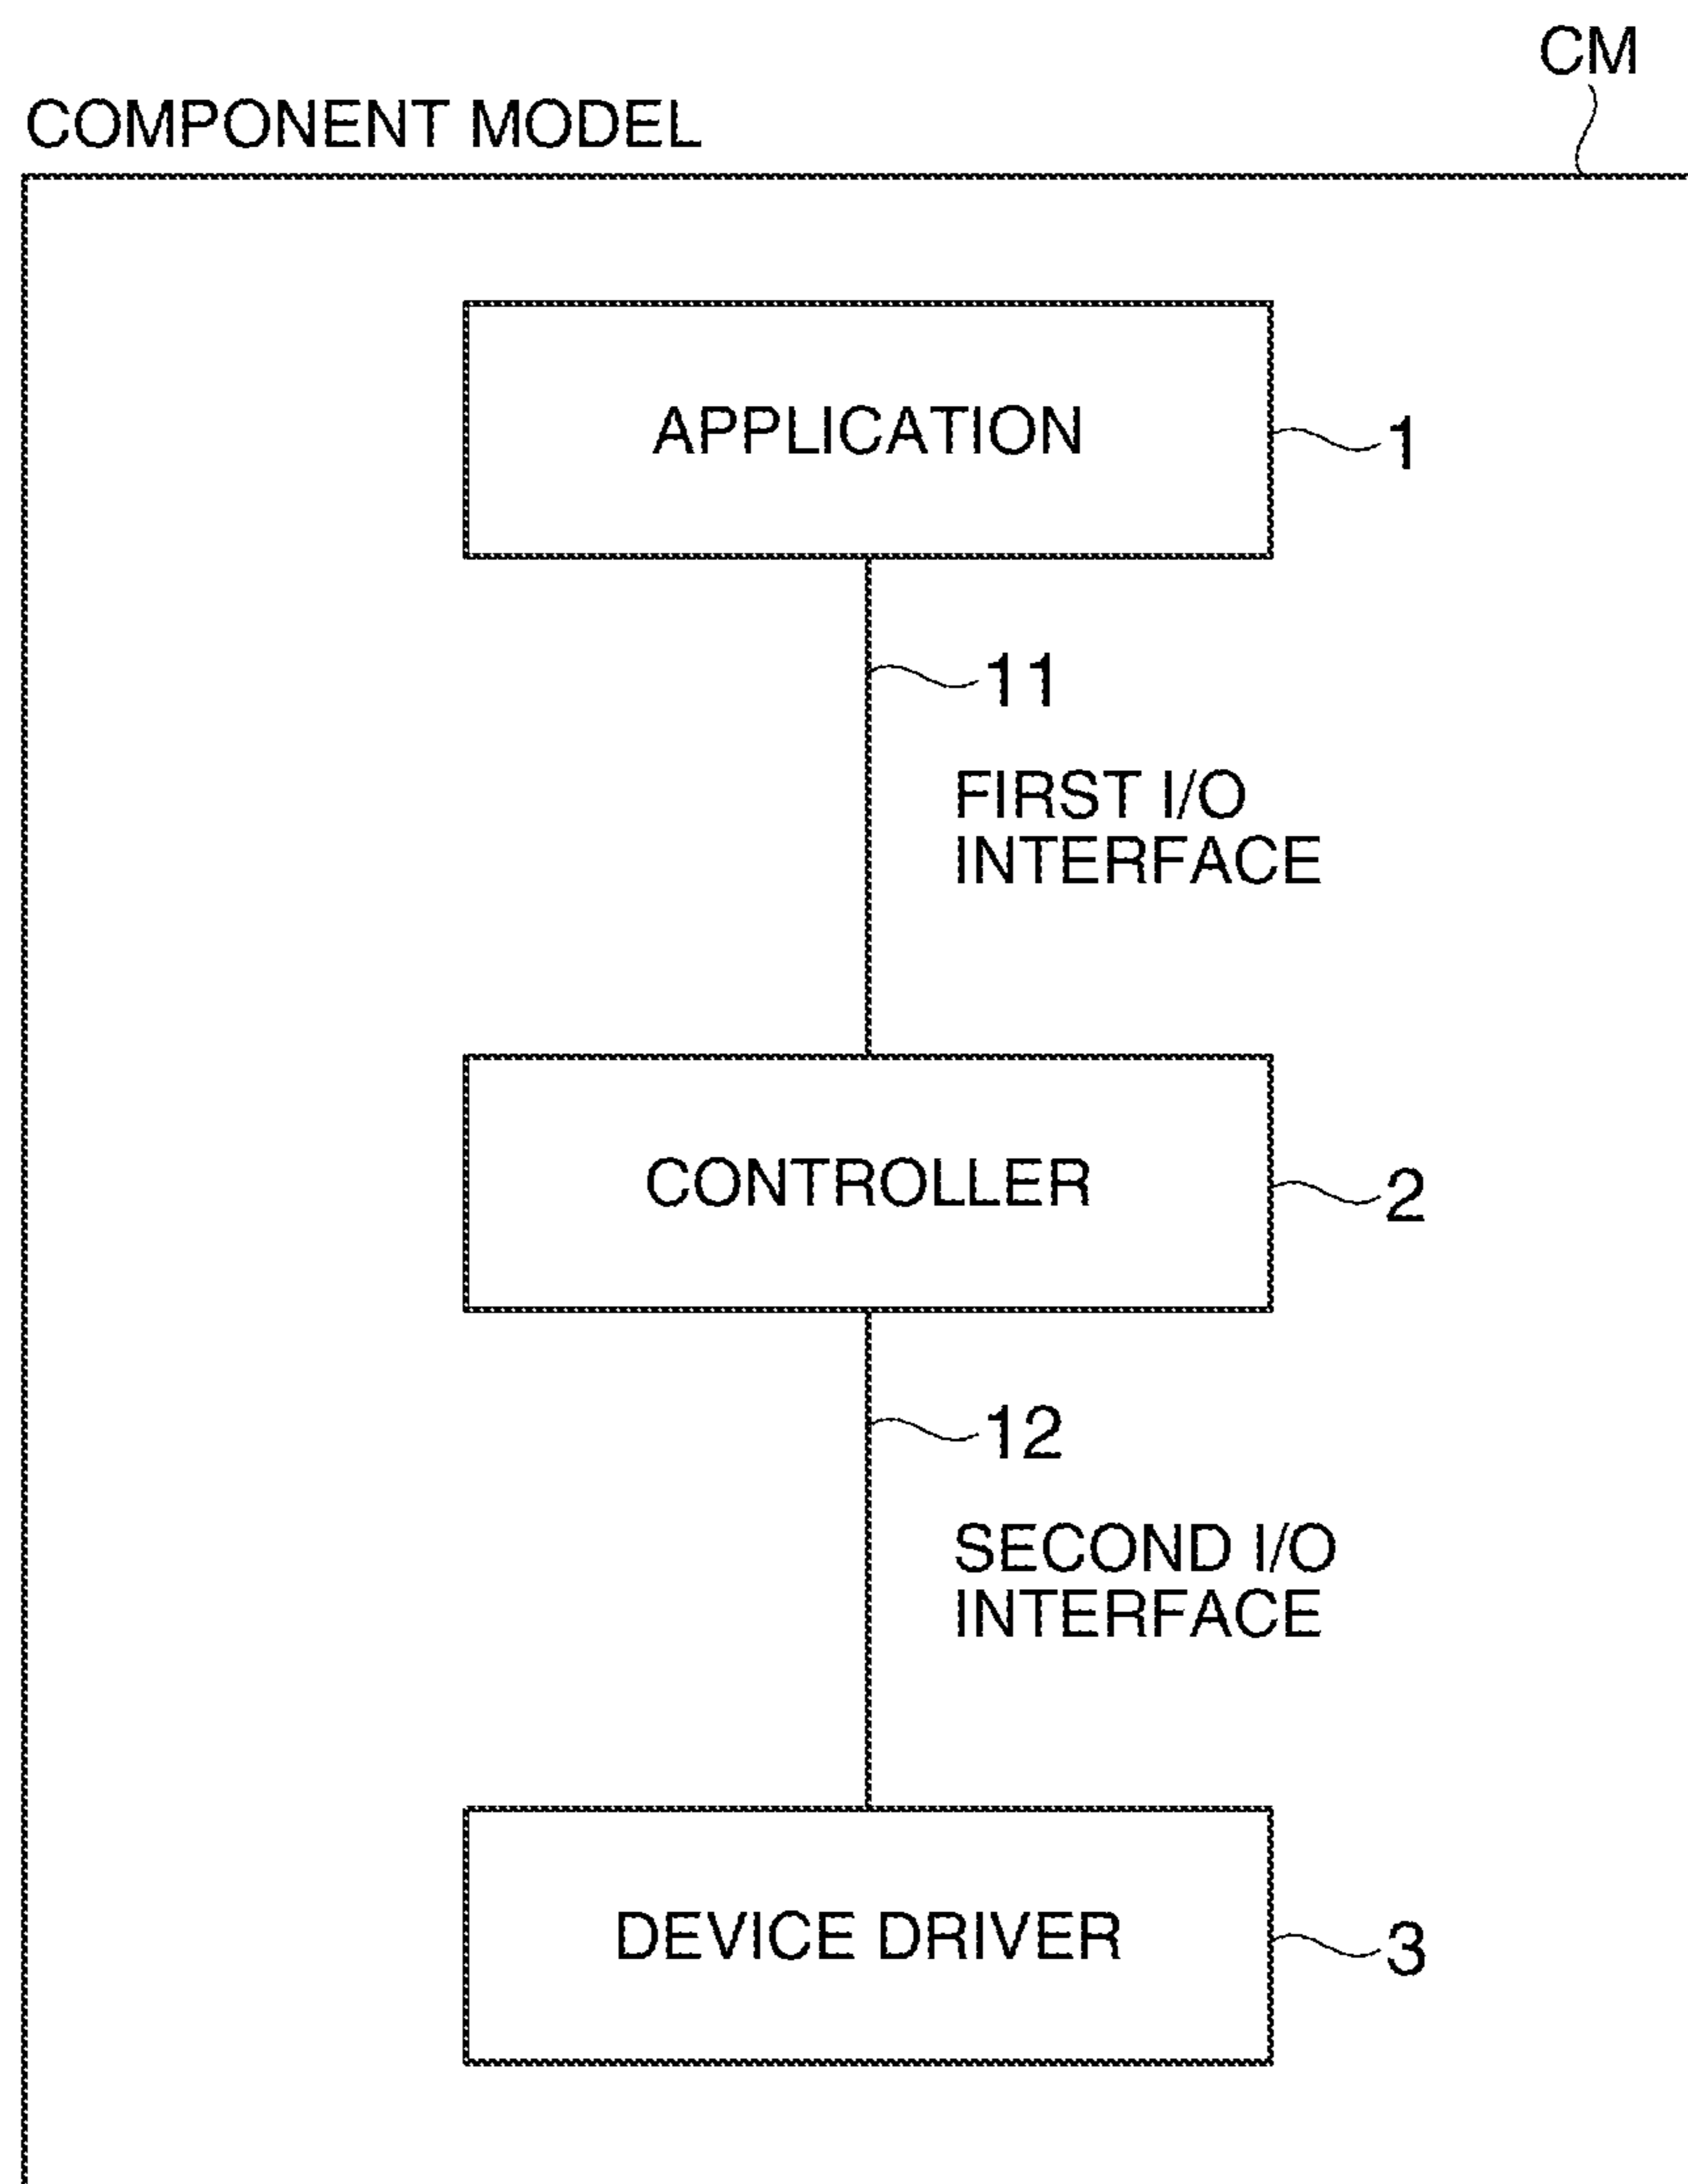 CM
COMPONENT MODEL
APPLICATION
1
11
FIRST I/O
INTERFACE
CONTROLLER
2
12
SECOND I/O
INTERFACE
DEVICE DRIVER
3